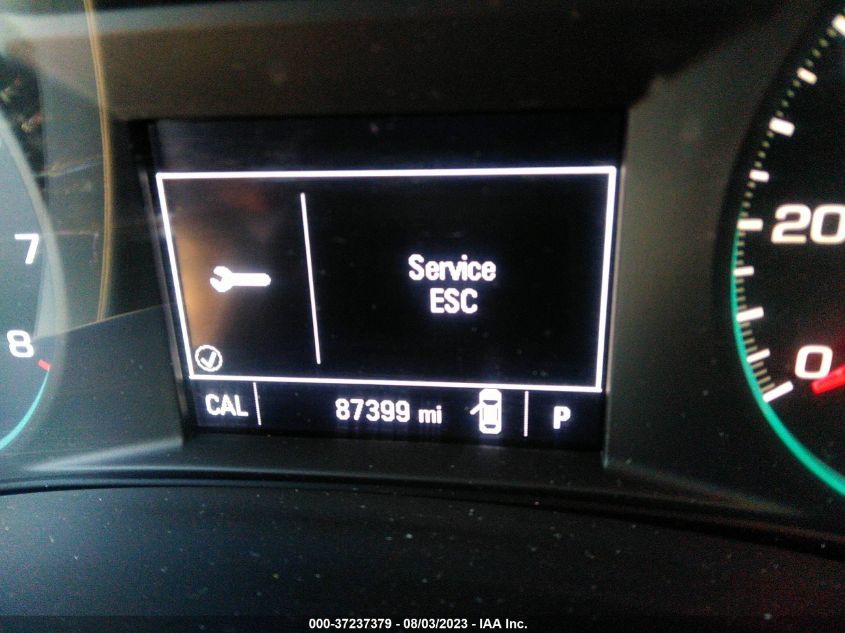 7
8
Service
ESC
CAL 87399 mi P
20
0
000-37237379 - 08/03/2023 - IAA Inc.